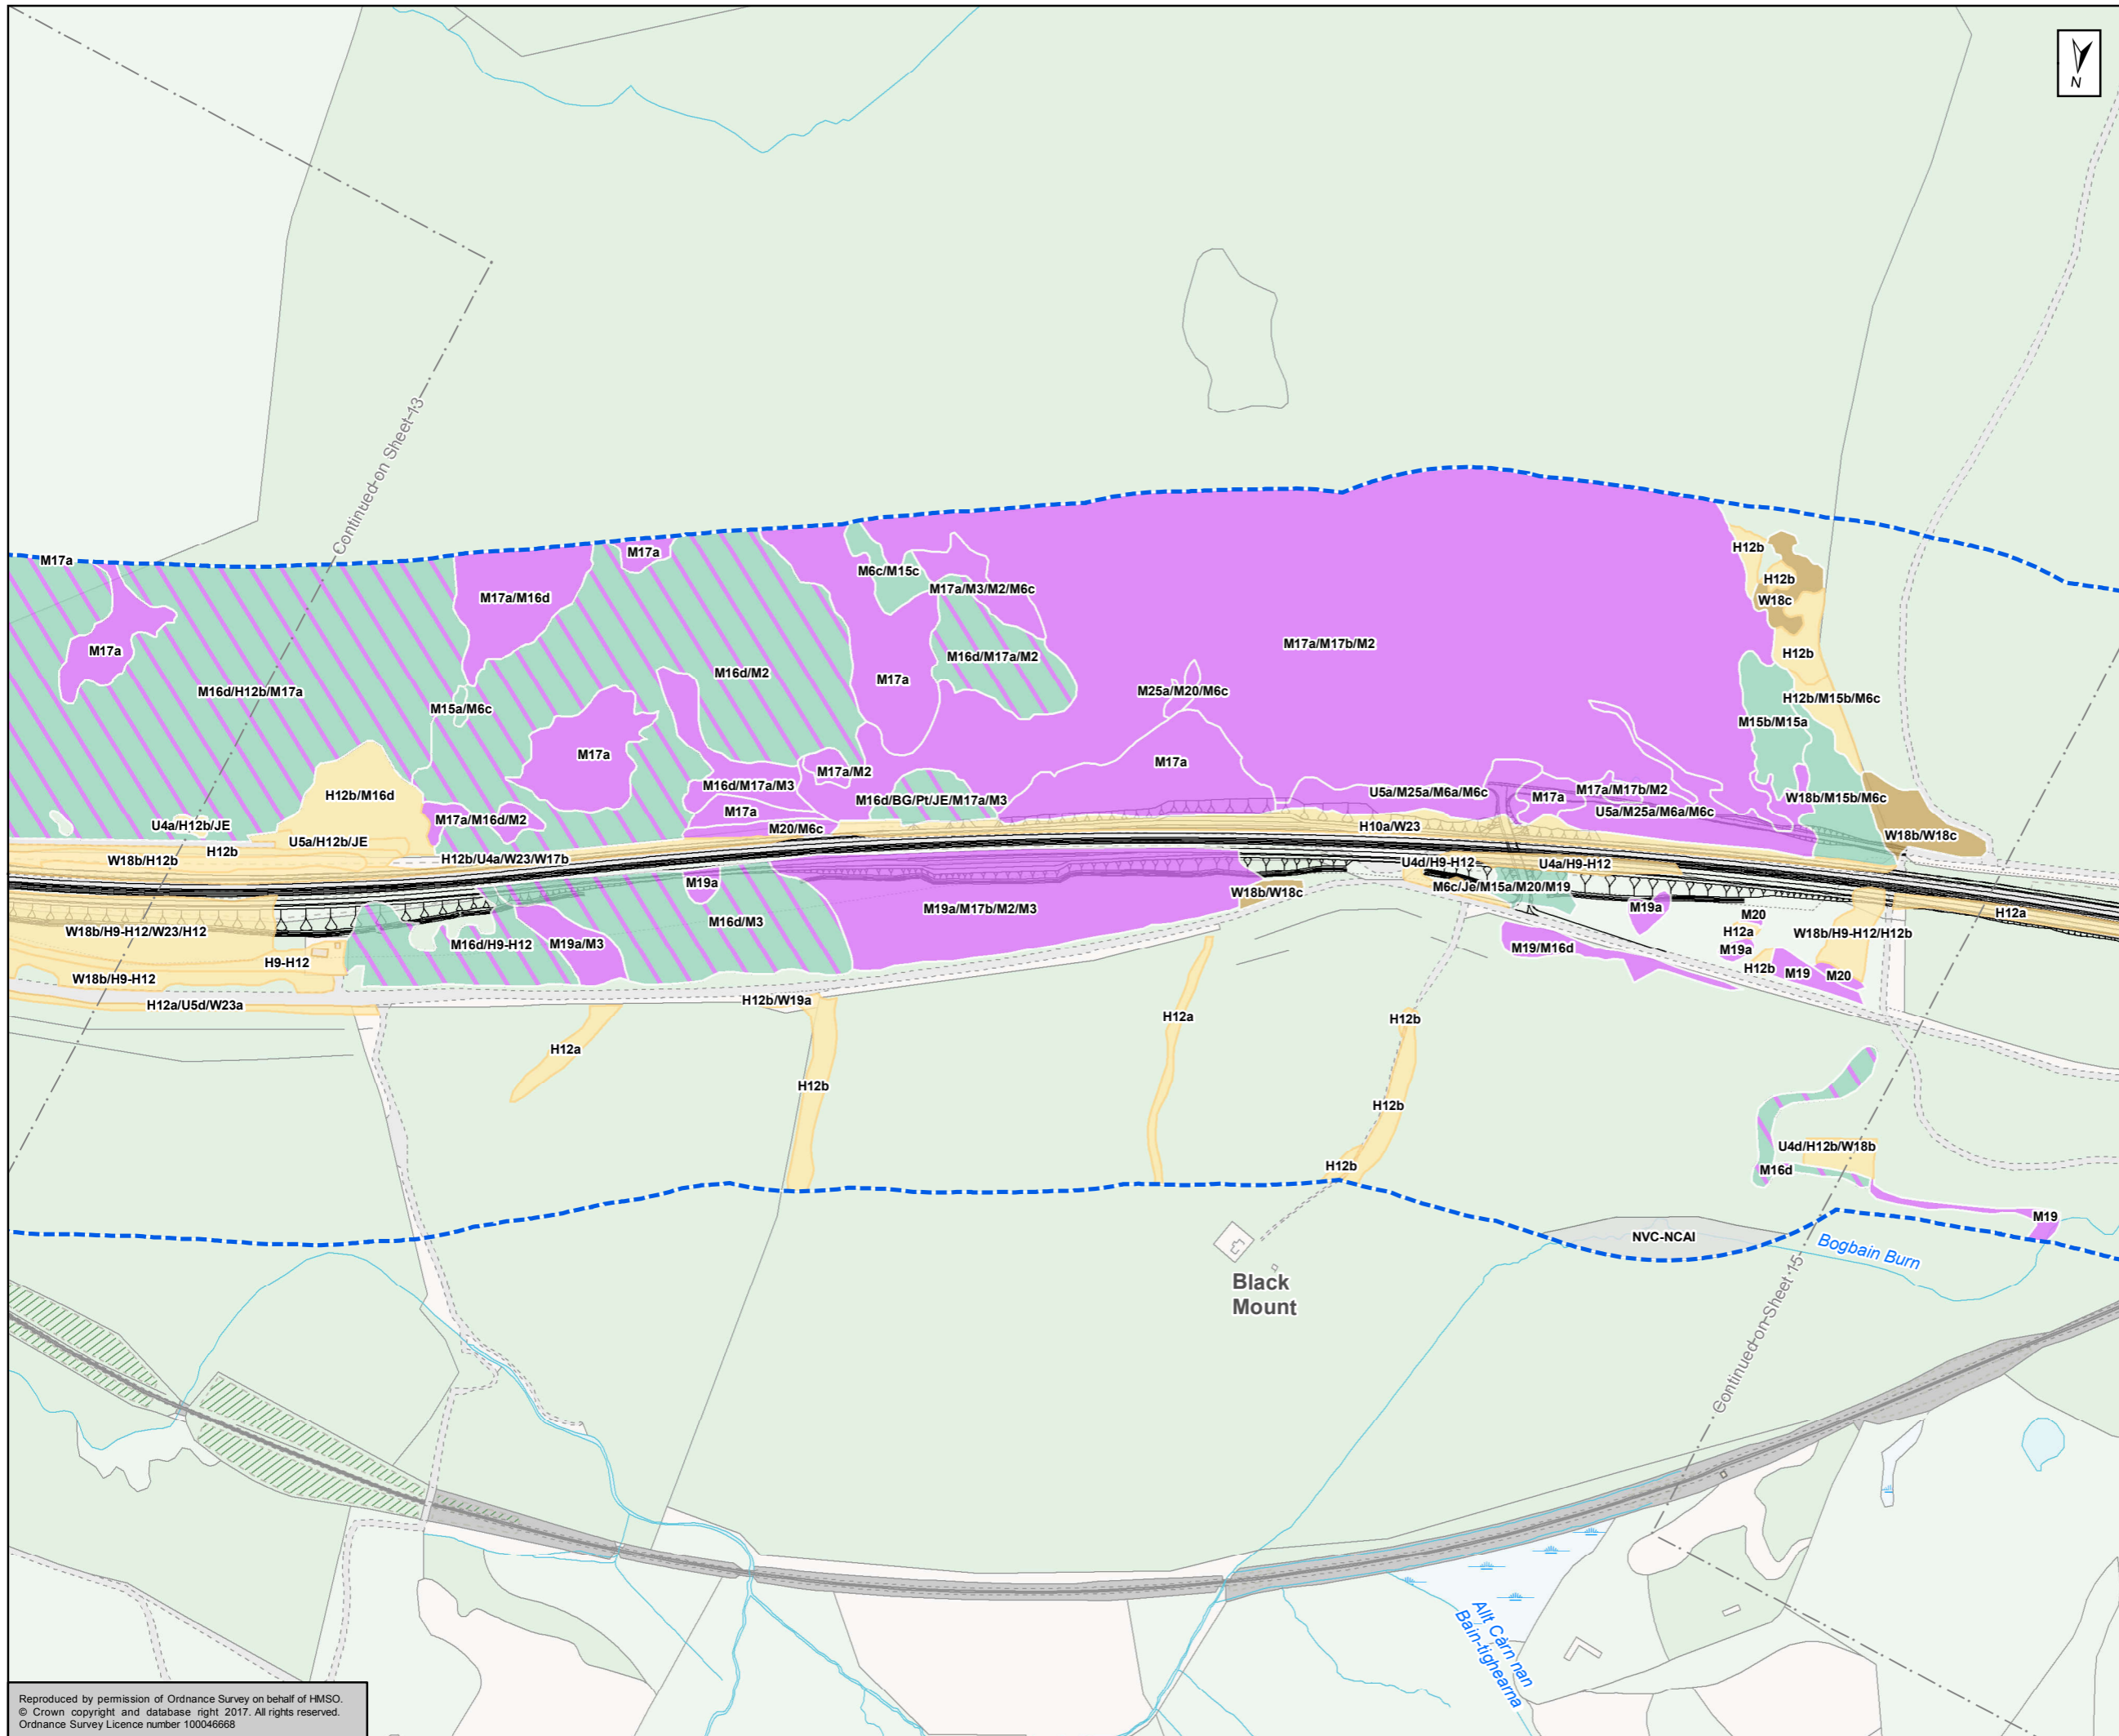 N
Continued on Sheet 13
M17a
M17a
M17a/M16d
M17a
M6c/M15c
M17a/M3/M2/M6c
H12b
H12b
W18c
H12b
M16d/H12b/M17a
M15a/M6c
M16d/M2
M17a
M16d/M17a/M2
M17a/M17b/M2
M25a/M20/M6c
H12b/M15b/M6c
M15b/M15a
M17a
M17a/M2
M17a
M16d/M17a/M3
H12b/M16d
M17a
M16d/BG/Pt/JE/M17a/M3
U5a/M25a/M6a/M6c
M17a
M17a/M17b/M2
W18b/M15b/M6c
U5a/M25a/M6a/M6c
U4a/H12b/JE
M17a/M16d/M2
M20/M6c
H10a/W23
W18b/W18c
U5a/H12b/JE
H12b
W18b/H12b
H12b/U4a/W23/W17b
U4d/H9-H12
U4a/H9-H12
M19a
W18b/W18c
M6c/Je/M15a/M20/M19
M19a/M17b/M2/M3
M19a
M20
H12a
W18b/H9-H12/W23/H12
M16d/M3
H12a
W18b/H9-H12/H12b
M16d/H9-H12
M19a/M3
M19/M16d
M19a
H9-H12
H12b
M19
M20
W18b/H9-H12
H12a/U5d/W23a
H12b/W19a
H12a
H12b
H12a
H12b
H12b
H12b
U4d/H12b/W18b
M16d
M19
NVC-NCAI
Bogbain Burn
Continued on Sheet 15
Black
Mount
Allt Càrn nan
Bain-tighearna
Reproduced by permission of Ordnance Survey on behalf of HMSO.
© Crown copyright and database right 2017. All rights reserved.
Ordnance Survey Licence number 100046668